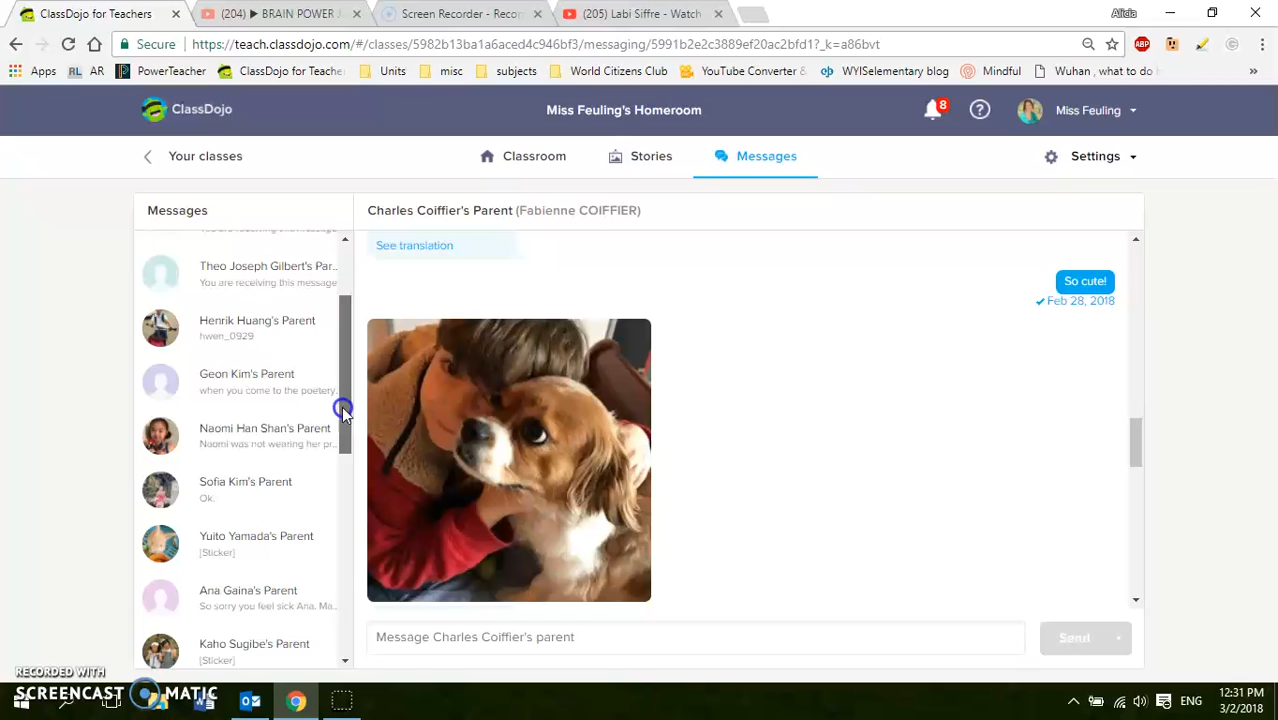 ClassDojo for Teachers
(204) ▶ BRAIN POWER
Screen Recorder - Reco
(205) Labi Siffre - Watch
Alicia
Secure
https://teach.classdojo.com/#/classes/5983b13ba1a6aced4c946bf3/messaging/5991b2e2c3889ef20ac2bfd1?_k=a86bvt
Apps
RL AR
PowerTeacher
ClassDojo for Teache
Units
misc
subjects
World Citizens Club
YouTube Converter &
WYISelementary blog
Mindful
Wuhan , what to do i
»
ClassDojo
Miss Feuling's Homeroom
8
Miss Feuling
Your classes
Classroom
Stories
Messages
Settings
Messages
Charles Coiffier's Parent (Fabienne COIFFIER)
See translation
Theo Joseph Gilbert's Par...
You are receiving this message
So cute!
Feb 28, 2018
Henrik Huang's Parent
hwen_0929
Geon Kim's Parent
when you come to the poetery
Naomi Han Shan's Parent
Naomi was not wearing her pr...
Sofia Kim's Parent
Ok.
Yuito Yamada's Parent
[Sticker]
Ana Gaina's Parent
So sorry you feel sick Ana. Ma...
Kaho Sugibe's Parent
[Sticker]
Message Charles Coiffier's parent
Send
RECORDED WITH
SCREENCAST MATIC
ENG
12:31 PM
3/2/2018